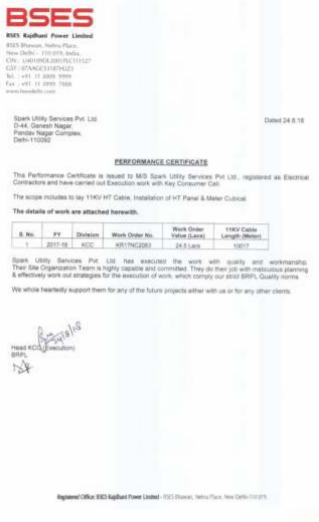 BSES
BSES Rajdhani Power Limited
BSES Bhawan, Nehru Place,
New Delhi - 110 019, India.
CIN :
GST :
Tel. : +91 11 3009 9999
Fax : +91 11
www.bsesdelhi.com
Spark Utility Services Pvt. Ltd.
D-44, Ganesh Nagar,
Pandav Nagar Complex,
Delhi-110092
Dated 24.8.18
PERFORMANCE CERTIFICATE
This Performance Certificate is issued to M/S Spark Utility Services Pvt Ltd., registered as Electrical
Contractors and have carried out Execution work with Key Consumer Cell.
The scope includes to lay 11KV HT Cable, Installation of HT Panel & Meter Cubical.
The details of work are attached herewith.
S. No. FY Division Work Order No. Work Order Value (Lacs) 11KV Cable Length (Meter)
1 2017-18 KCC KR17NC2083 24.5 Lacs 10017
Spark Utility Services Pvt Ltd has executed the work with quality and workmanship.
Their Site Organization Team is highly capable and committed. They do their job with meticulous planning
& effectively work out strategies for the execution of work, which comply our strict BRPL Quality norms.
We whole heartedly support them for any of the future projects either with us or for any other clients.
Head KCC (Execution)
BRPL
Registered Office: BSES Rajdhani Power Limited - BSES Bhawan, Nehru Place, New Delhi-110 019.